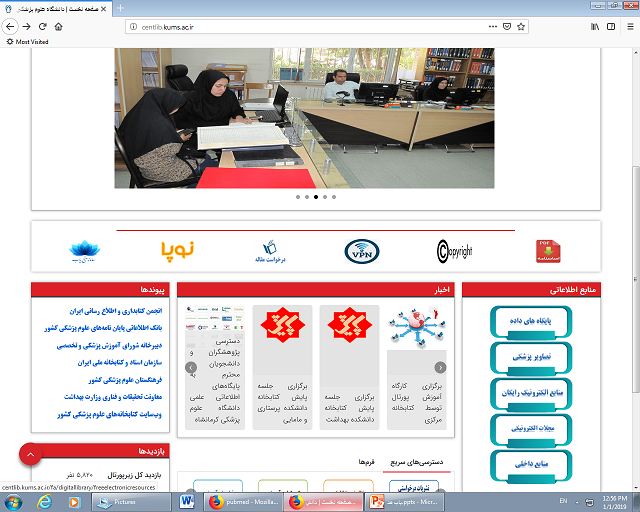 صفحه نخست | دانشگاه علوم پزشکی
centlib.kums.ac.ir
Most Visited
نوپا
درخواست مقاله
VPN
Copyright
PDF
اساسنامه
منابع اطلاعاتی
پایگاه های داده
تصاویر پزشکی
منابع الکترونیک رایگان
مجلات الکترونیکی
منابع داخلی
اخبار
برگزاری کارگاه
آموزش پورتال
توسط کتابخانه
مرکزی
برگزاری جلسه
پایش کتابخانه
دانشکده بهداشت
برگزاری جلسه
پایش کتابخانه
دانشکده پرستاری
و مامایی
دسترسی
پژوهشگران و
دانشجویان
محترم به
پایگاه‌های
اطلاعاتی علمی
دانشگاه علوم
پزشکی کرمانشاه
پیوندها
انجمن کتابداری و اطلاع رسانی ایران
بانک اطلاعاتی پایان نامه‌های علوم پزشکی کشور
دبیرخانه شورای آموزش پزشکی و تخصصی
سازمان اسناد و کتابخانه ملی ایران
فرهنگستان علوم پزشکی کشور
معاونت تحقیقات و فناوری وزارت بهداشت
وب‌سایت کتابخانه‌های علوم پزشکی کشور
بازدیدها
بازدید کل زیرپورتال ۵,۸۲۰ نفر
دسترسی‌های سریع
فرم‌ها
centlib.kums.ac.ir/fa/digitallibrary/freeelectronicresources
Pictures
pubmed - Mozilla...
صفحه نخست | دانش...
.pptx - Micr...
EN
12:56 PM
1/1/2019